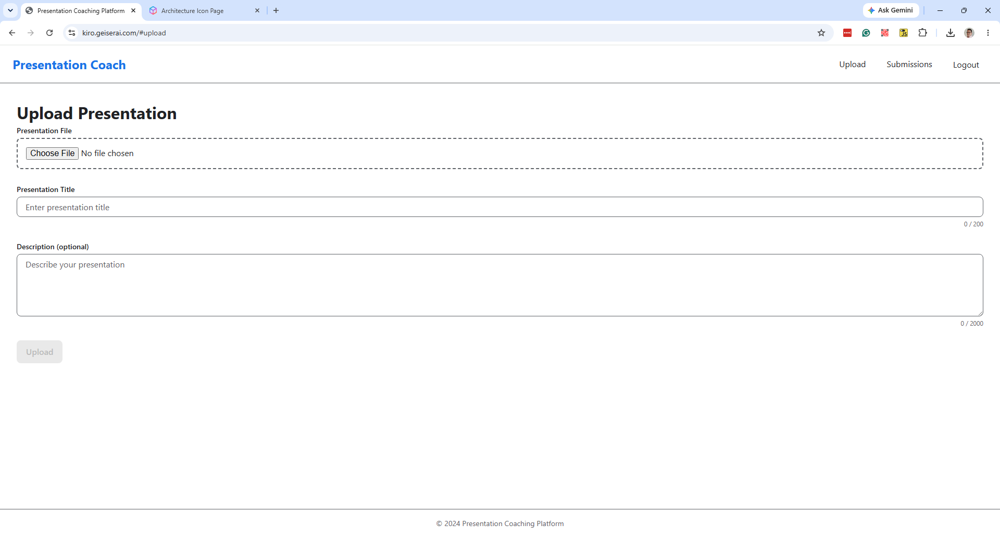 Presentation Coaching Platform
Architecture Icon Page
Ask Gemini
kiro.geiserai.com/#upload
JS
Presentation Coach
Upload
Submissions
Logout
Upload Presentation
Presentation File
Choose File No file chosen
Presentation Title
Enter presentation title
0 / 200
Description (optional)
Describe your presentation
0 / 2000
Upload
© 2024 Presentation Coaching Platform